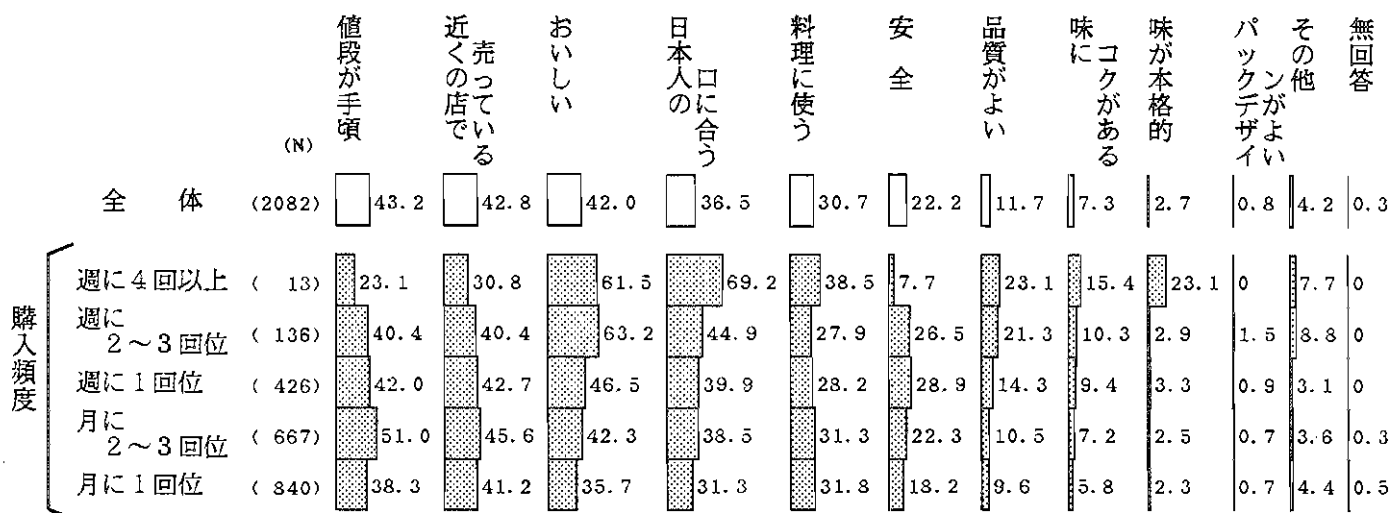 値段が手頃
近くの店で
売っている
おいしい
日本人の
口に合う
料理に使う
安全
品質がよい
味に
コクがある
味が本格的
パックデザイ
ンがよい
その他
無回答
(N)
全体 (2082) 43.2 42.8 42.0 36.5 30.7 22.2 11.7 7.3 2.7 0.8 4.2 0.3
購入頻度
週に4回以上 ( 13) 23.1 30.8 61.5 69.2 38.5 7.7 23.1 15.4 23.1 0 7.7 0
週に
2~3回位 ( 136) 40.4 40.4 63.2 44.9 27.9 26.5 21.3 10.3 2.9 1.5 8.8 0
週に1回位 ( 426) 42.0 42.7 46.5 39.9 28.2 28.9 14.3 9.4 3.3 0.9 3.1 0
月に
2~3回位 ( 667) 51.0 45.6 42.3 38.5 31.3 22.3 10.5 7.2 2.5 0.7 3.6 0.3
月に1回位 ( 840) 38.3 41.2 35.7 31.3 31.8 18.2 9.6 5.8 2.3 0.7 4.4 0.5